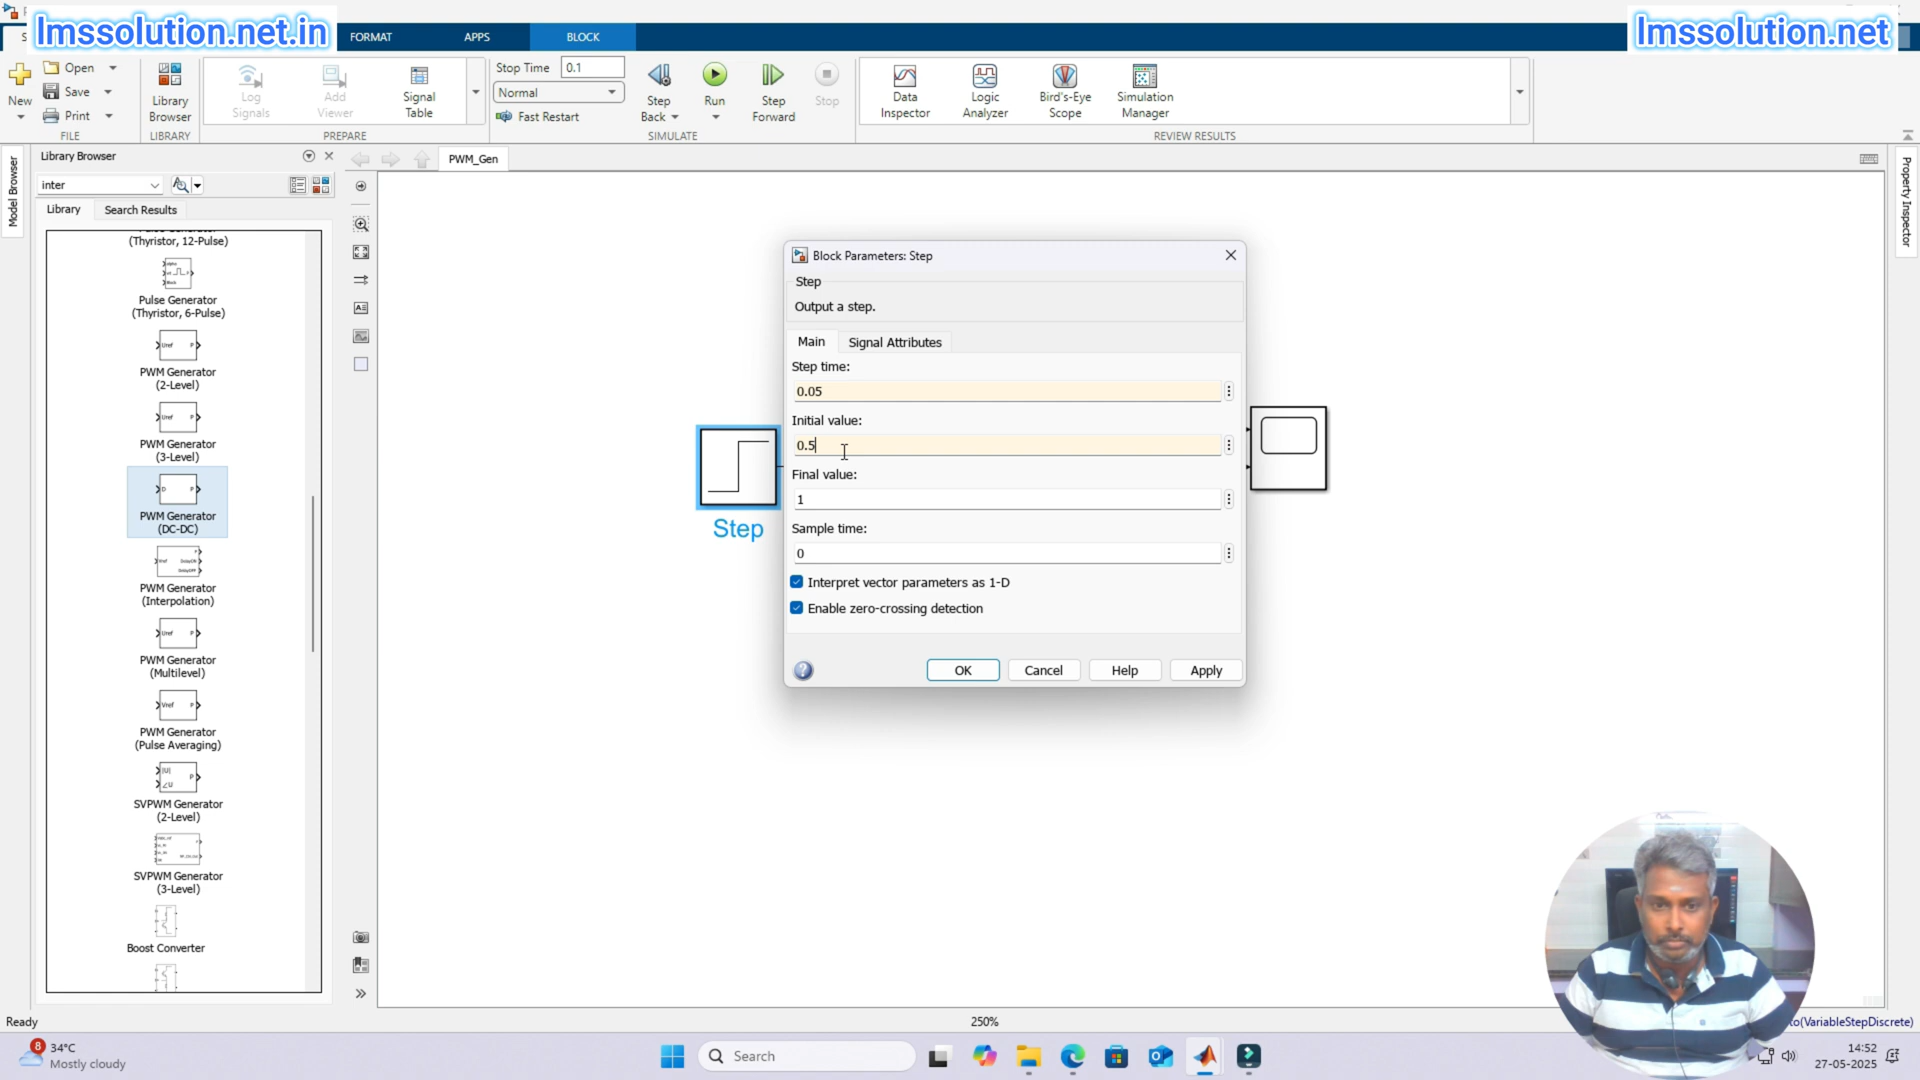 lmssolution.net.in
lmssolution.net
FORMAT
APPS
BLOCK
New
Open
Save
Print
FILE
Library
Browser
LIBRARY
Log
Signals
Add
Viewer
Signal
Table
PREPARE
Stop Time 0.1
Normal
Fast Restart
Step
Back
Run
Step
Forward
Stop
SIMULATE
Data
Inspector
Logic
Analyzer
Bird's-Eye
Scope
Simulation
Manager
REVIEW RESULTS
Model Browser
Library Browser
inter
Library
Search Results
(Thyristor, 12-Pulse)
Pulse Generator
(Thyristor, 6-Pulse)
Uref P
PWM Generator
(2-Level)
Uref P
PWM Generator
(3-Level)
D P
PWM Generator
(DC-DC)
PWM Generator
(Interpolation)
Uref P
PWM Generator
(Multilevel)
Vref P
PWM Generator
(Pulse Averaging)
|U| P
∠U
SVPWM Generator
(2-Level)
SVPWM Generator
(3-Level)
Boost Converter
PWM_Gen
Property Inspector
Step
Block Parameters: Step
Step
Output a step.
Main
Signal Attributes
Step time:
0.05
Initial value:
0.5
Final value:
1
Sample time:
0
Interpret vector parameters as 1-D
Enable zero-crossing detection
OK
Cancel
Help
Apply
Ready
250%
to(VariableStepDiscrete)
8
34°C
Mostly cloudy
Search
14:52
27-05-2025